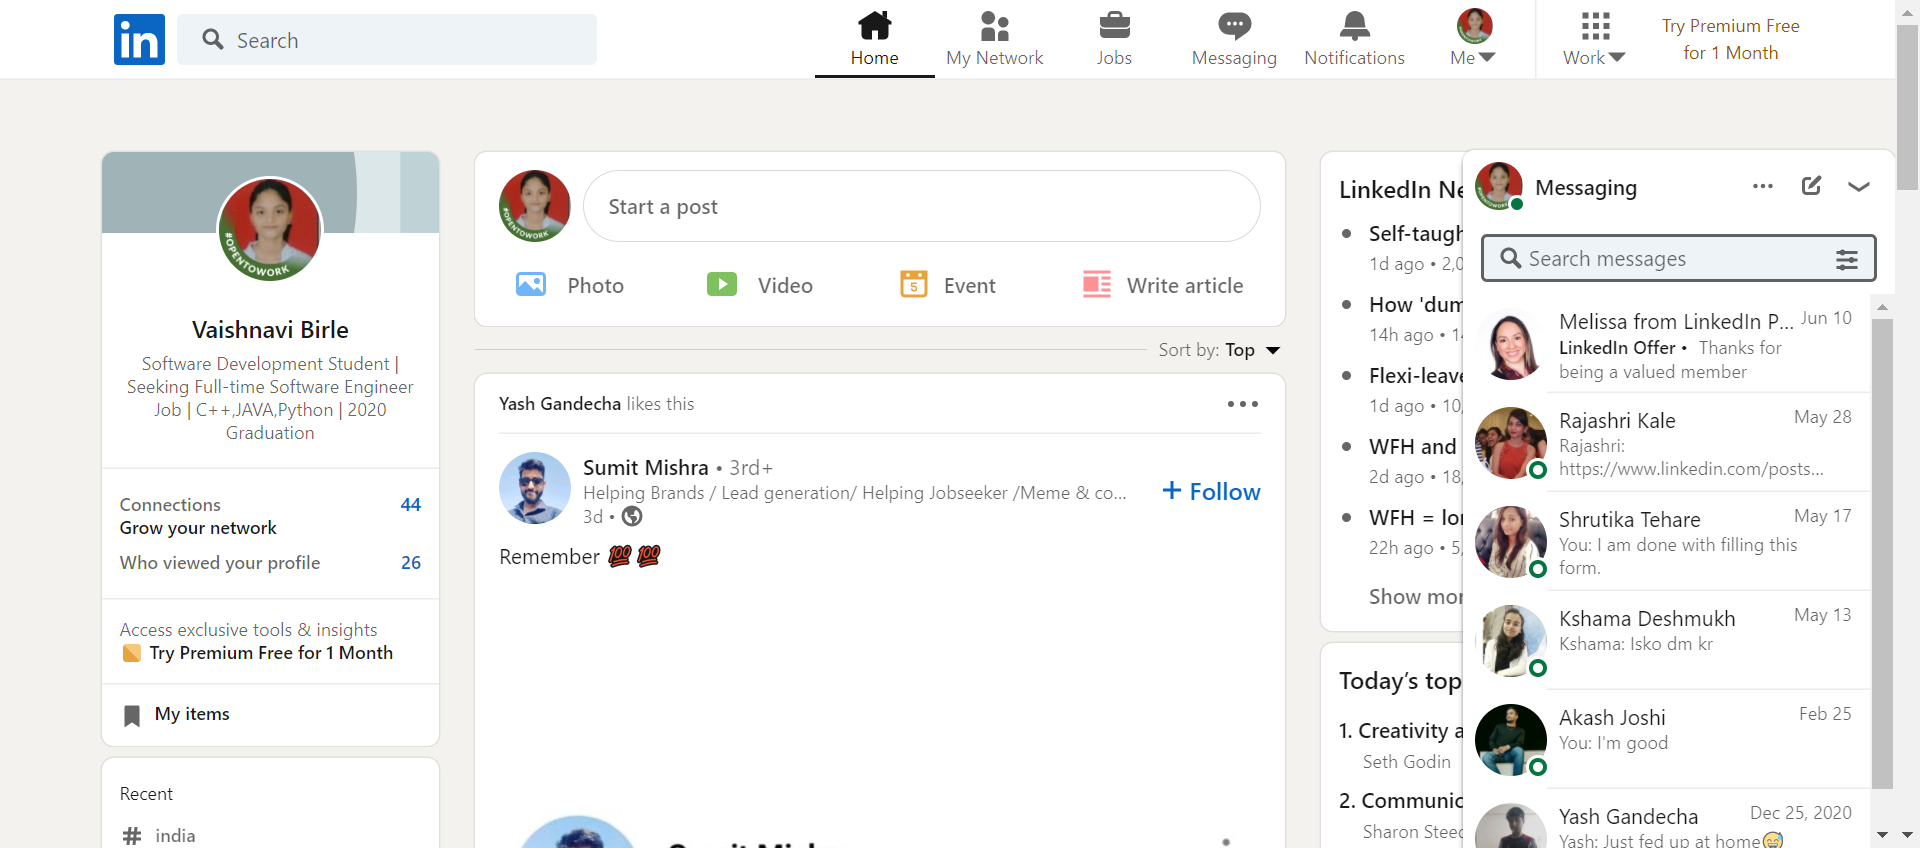 in
Search
Home
My Network
Jobs
Messaging
Notifications
Me
Work
Try Premium Free
for 1 Month
#OPENTOWORK
Vaishnavi Birle
Software Development Student |
Seeking Full-time Software Engineer
Job | C++,JAVA,Python | 2020
Graduation
Connections 44
Grow your network
Who viewed your profile 26
Access exclusive tools & insights
Try Premium Free for 1 Month
My items
Recent
# india
#OPENTOWORK
Start a post
Photo
Video
5
Event
Write article
Sort by: Top
Yash Gandecha likes this
Sumit Mishra • 3rd+
Helping Brands / Lead generation/ Helping Jobseeker /Meme & co...
3d •
+ Follow
Remember 💯 💯
LinkedIn Ne
Self-taugh
1d ago • 2,0
How 'dum
14h ago • 14
Flexi-leave
1d ago • 10,
WFH and
2d ago • 18,
WFH = lo
22h ago • 5,
Show mor
Today’s top
1. Creativity a
Seth Godin
2. Communic
Sharon Steed
Messaging
Search messages
Melissa from LinkedIn P... Jun 10
LinkedIn Offer • Thanks for
being a valued member
Rajashri Kale May 28
Rajashri:
https://www.linkedin.com/posts...
Shrutika Tehare May 17
You: I am done with filling this
form.
Kshama Deshmukh May 13
Kshama: Isko dm kr
Akash Joshi Feb 25
You: I'm good
Yash Gandecha Dec 25, 2020
Yash: Just fed up at home😅